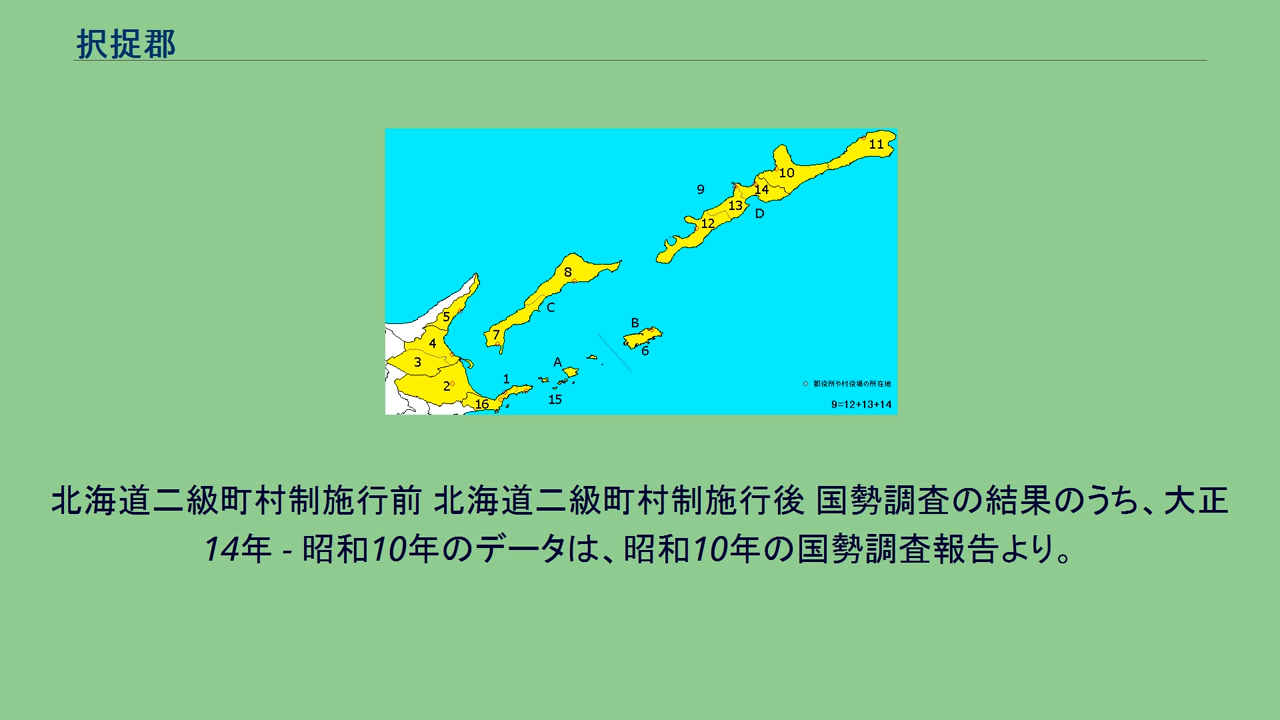 択捉郡
11
10
9
14
13
D
12
8
C
5
B
7
4
6
3
A
1
2
15
16
郡役所や村役場の所在地
9=12+13+14
北海道二級町村制施行前 北海道二級町村制施行後 国勢調査の結果のうち、大正
14年 - 昭和10年のデータは、昭和10年の国勢調査報告より。